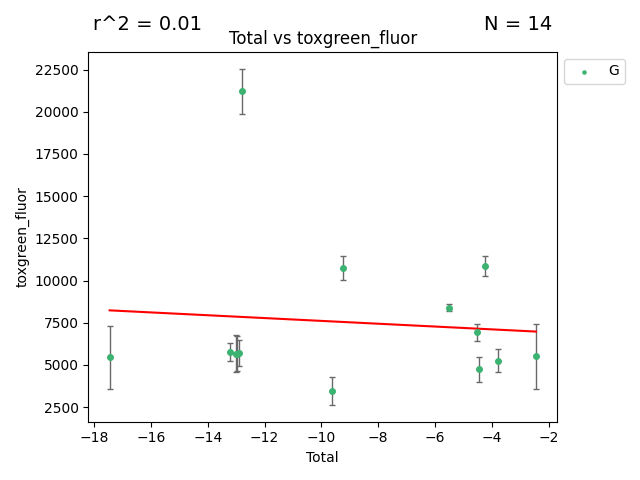 r^2 = 0.01
N = 14
Total vs toxgreen_fluor
G
toxgreen_fluor
22500
20000
17500
15000
12500
10000
7500
5000
2500
−18 −16 −14 −12 −10 −8 −6 −4 −2
Total